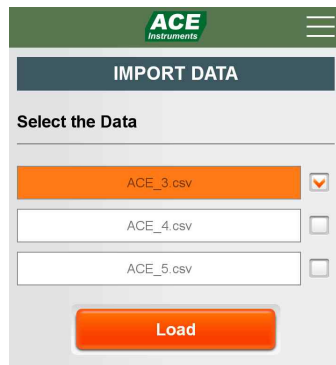 ACE
Instruments
IMPORT DATA
Select the Data
ACE_3.csv
ACE_4.csv
ACE_5.csv
Load